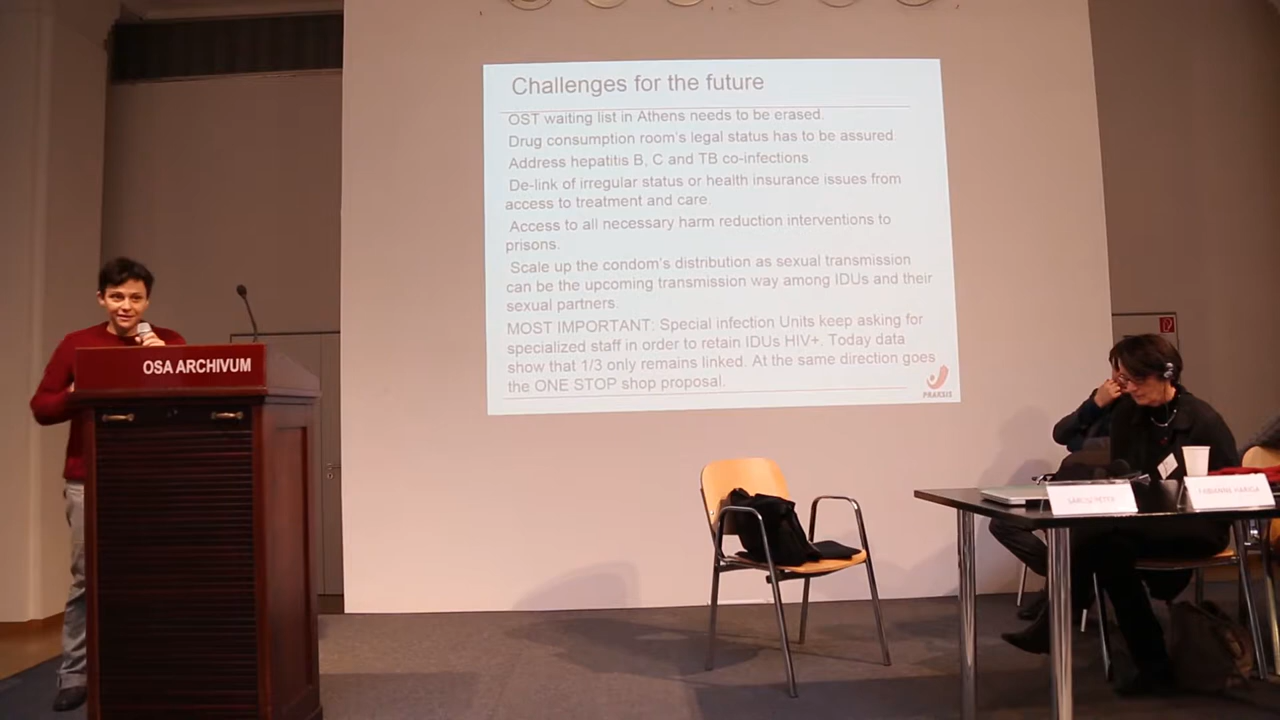 Challenges for the future
OST waiting list in Athens needs to be erased.
Drug consumption room's legal status has to be assured
Address hepatitis B, C and TB co-infections
De-link of irregular status or health insurance issues from
access to treatment and care
Access to all necessary harm reduction interventions to
prisons.
Scale up the condom's distribution as sexual transmission
can be the upcoming transmission way among IDUs and their
sexual partners.
MOST IMPORTANT: Special infection Units keep asking for
specialized staff in order to retain IDUs HIV+. Today data
show that 1/3 only remains linked. At the same direction goes
the ONE STOP shop proposal.
PRAKSIS
OSA ARCHIVUM